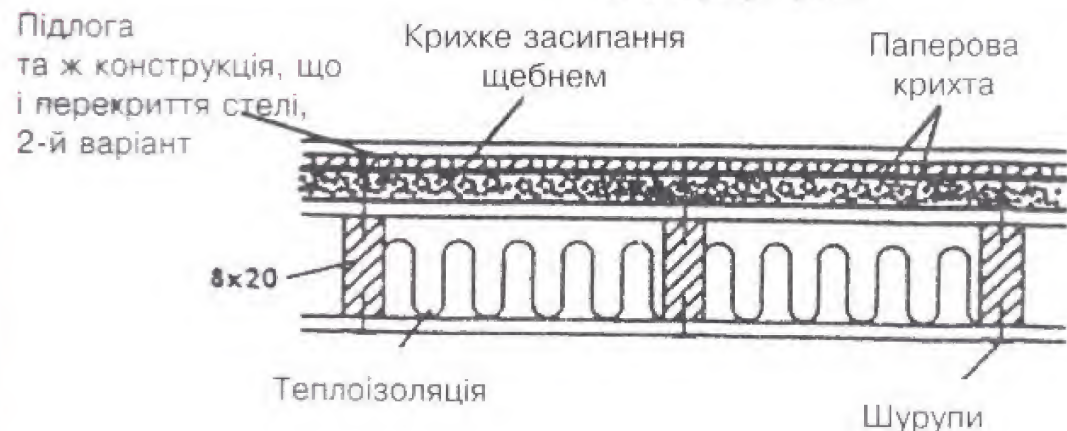 Підлога
та ж конструкція, що
і перекриття стелі,
2-й варіант
Крихке засипання
щебнем
Паперова
крихта
8x20
Теплоізоляція
Шурупи